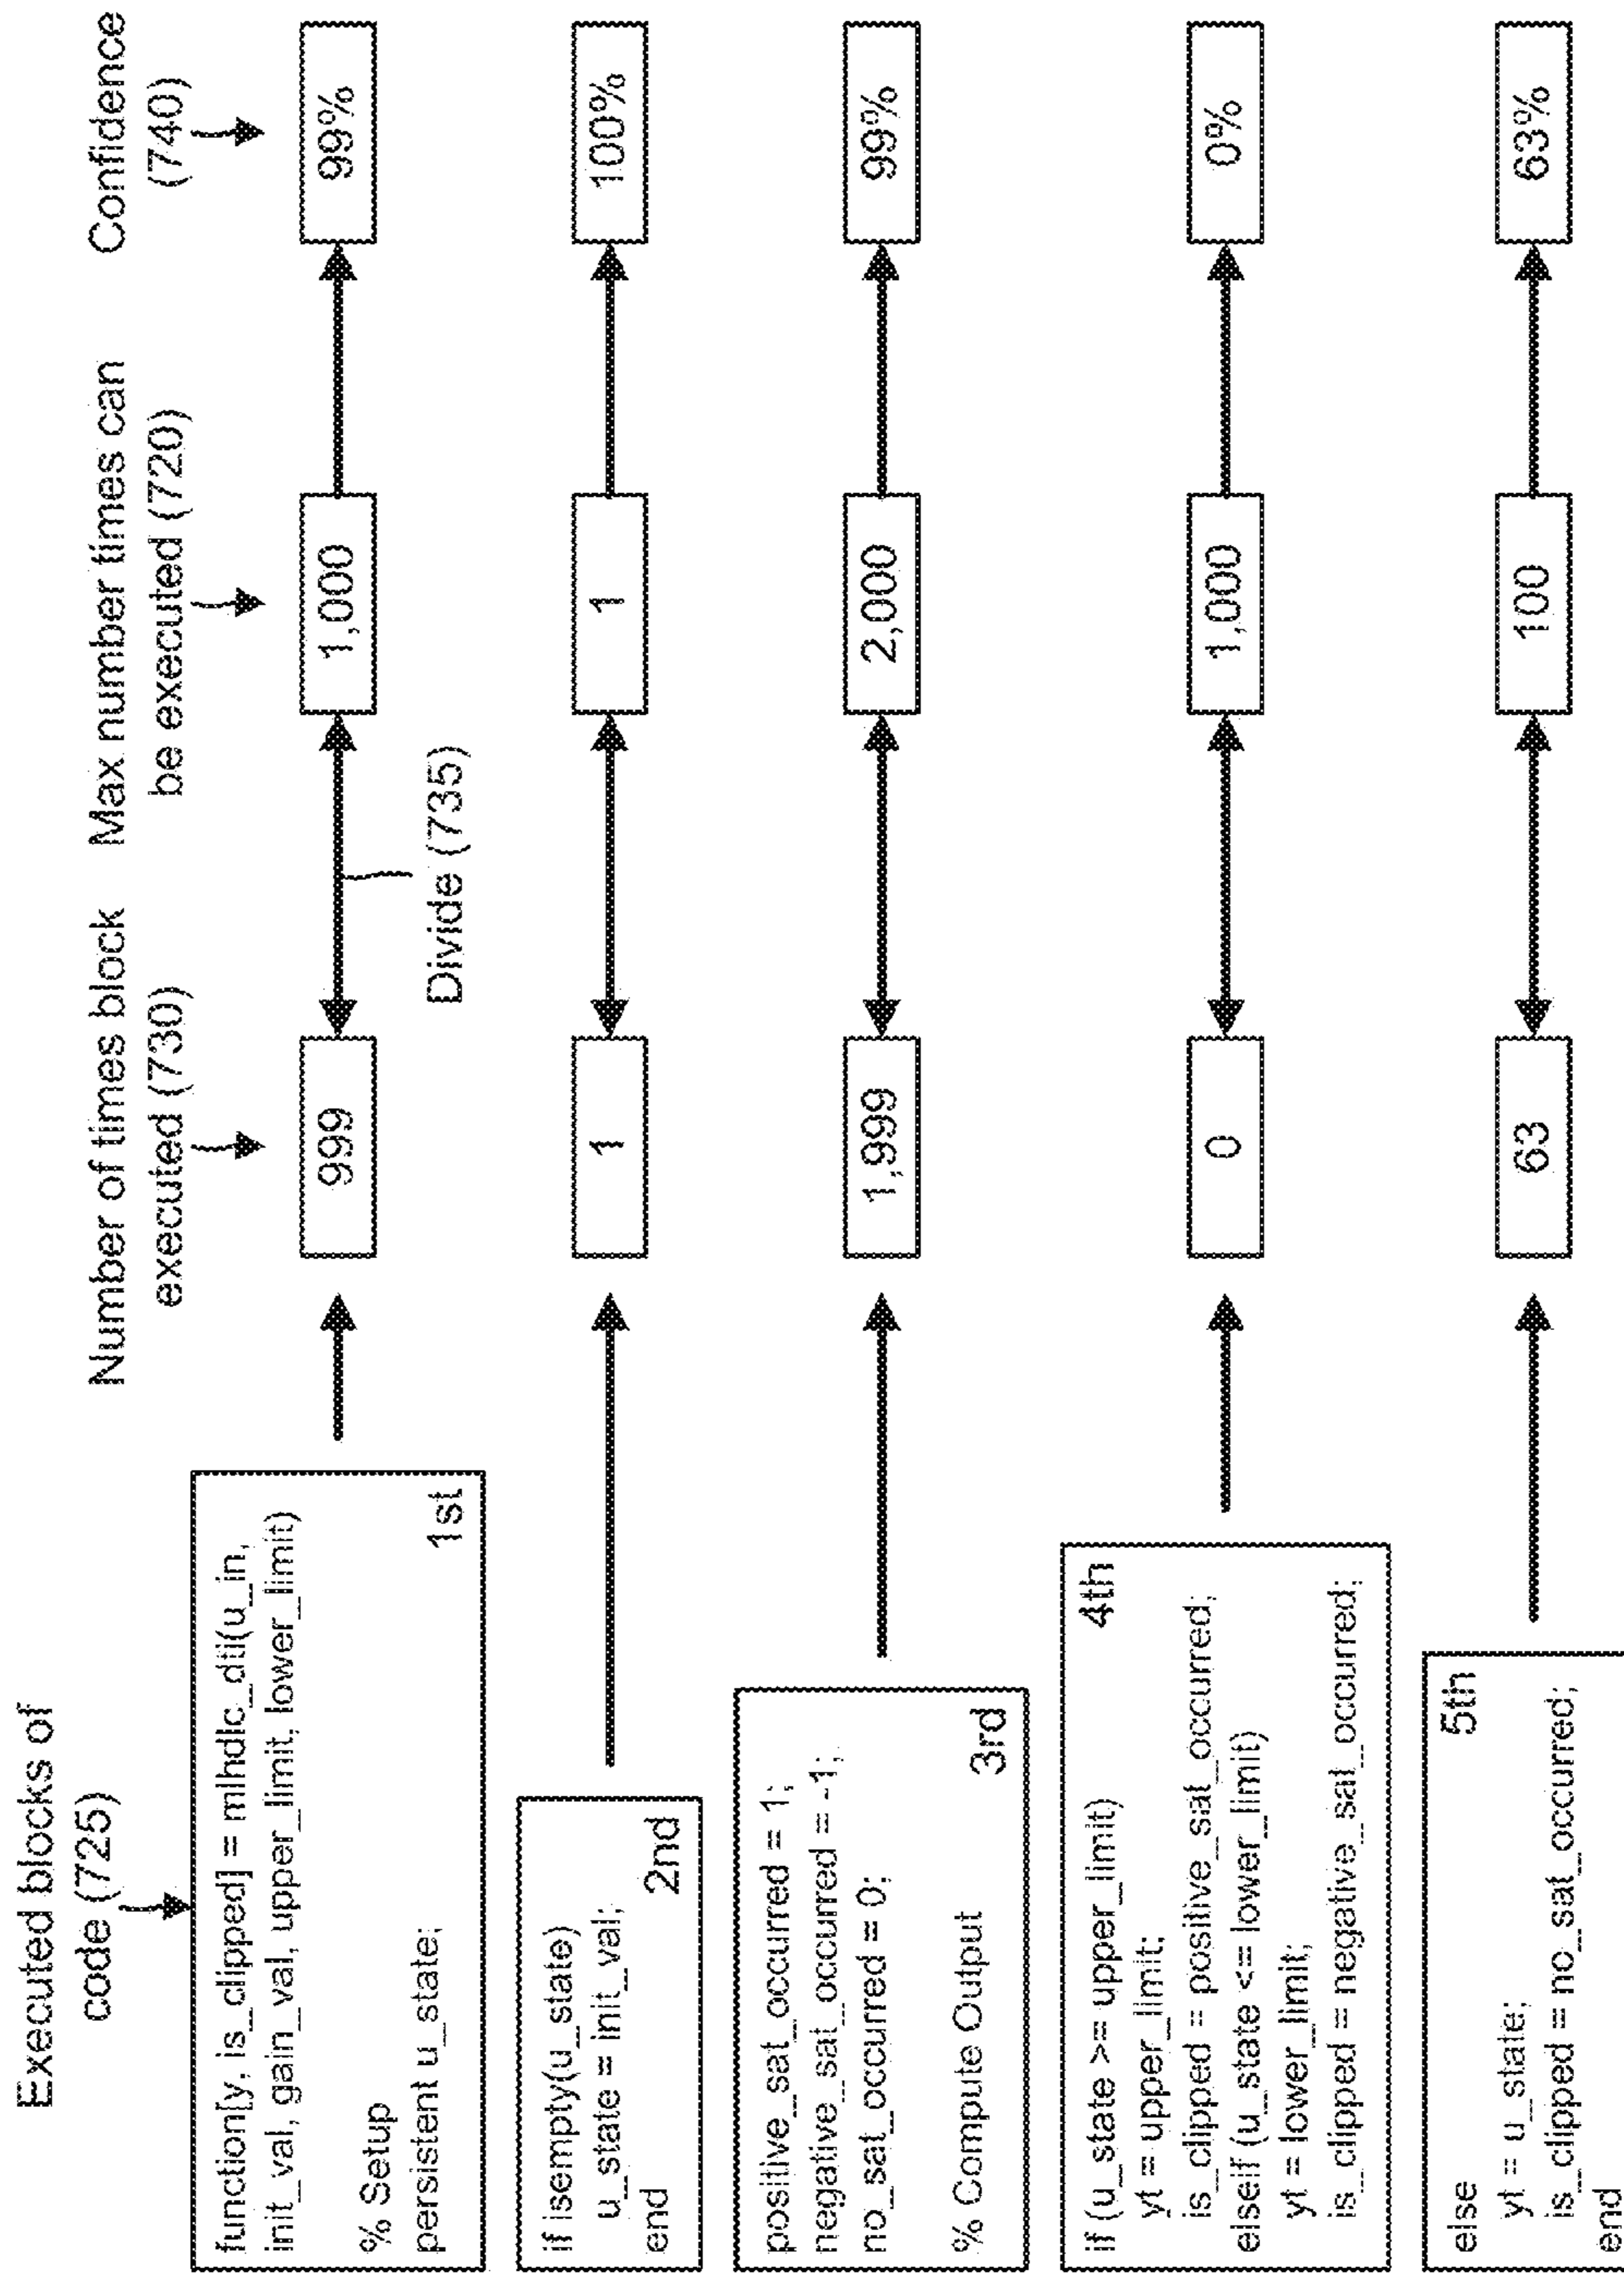 Executed blocks of
code (725)
Number of times block
executed (730)
Max number times can
be executed (720)
Confidence
(740)
function[y, is_clipped] = mlhdlc_dti(u_in,
init_val, gain_val, upper_limit, lower_limit)
% Setup
persistent u_state;
1st
999
Divide (735)
1,000
99%
if isempty(u_state)
u_state = init_val;
end
2nd
1
1
100%
positive_sat_occurred = 1;
negative_sat_occurred = -1;
no_sat_occurred = 0;
% Compute Output
3rd
1,999
2,000
99%
if (u_state >= upper_limit)
4th
yt = upper_limit;
is_clipped = positive_sat_occurred;
elseif (u_state <= lower_limit)
yt = lower_limit;
is_clipped = negative_sat_occurred;
0
1,000
0%
else
5th
yt = u_state;
is_clipped = no_sat_occurred;
end
63
100
63%